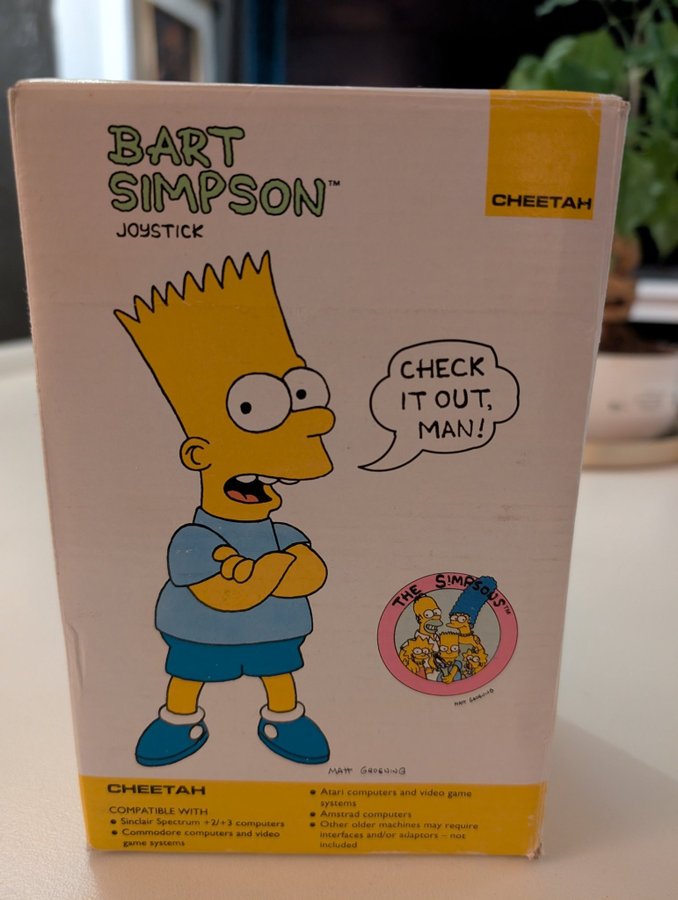 BART
SIMPSON™
JOYSTICK
CHEETAH
CHECK
IT OUT,
MAN!
THE SIMPSONS™
MATT GROENING
MATT GROENING
CHEETAH
COMPATIBLE WITH
• Sinclair Spectrum +2/+3 computers
• Commodore computers and video
game systems
• Atari computers and video game
systems
• Amstrad computers
• Other older machines may require
interfaces and/or adaptors – not
included